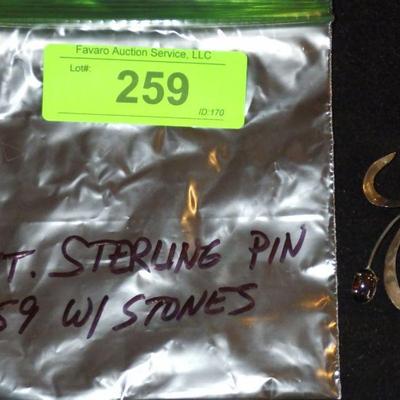 Favaro Auction Service, LLC
Lot#:
259
ID:170
T. STERLING PIN
59 W/ STONES